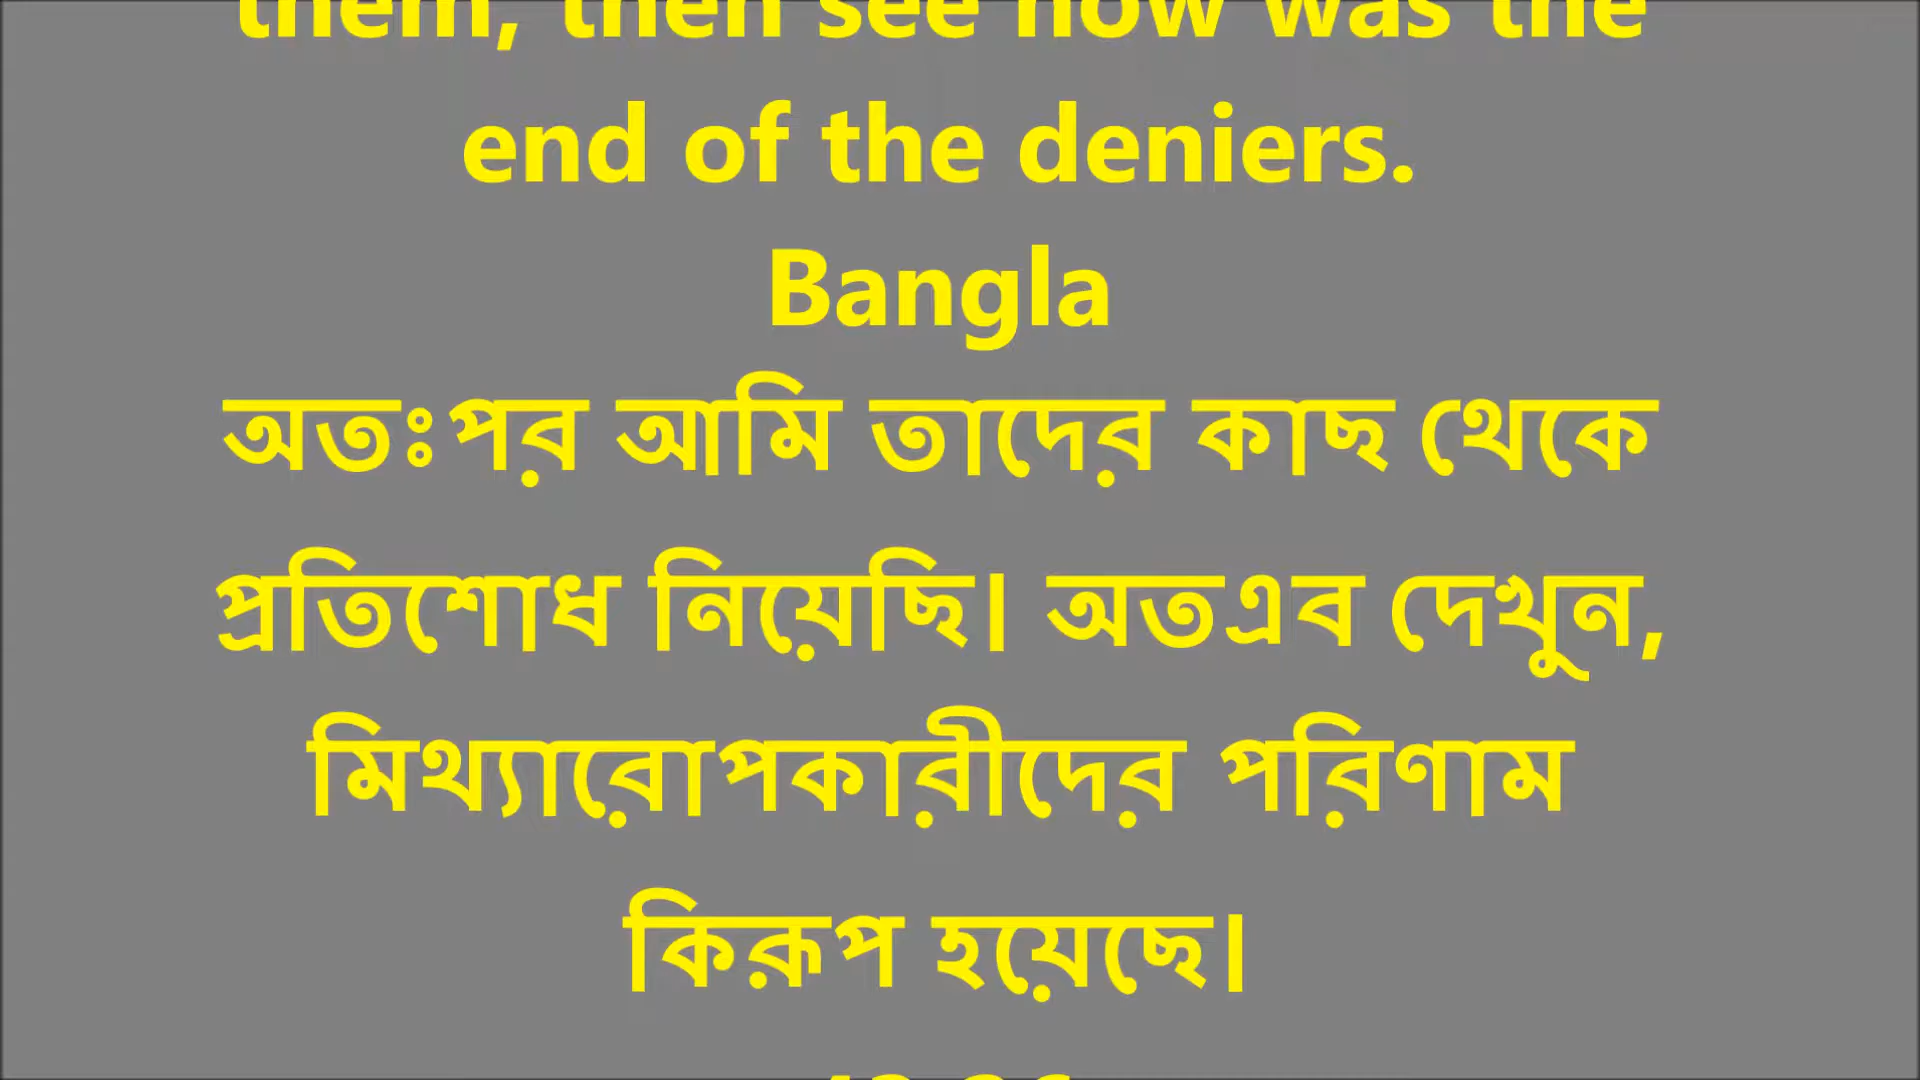 them, then see how was the
end of the deniers.
Bangla
অতঃপর আমি তাদের কাছ থেকে
প্রতিশোধ নিয়েছি। অতএব দেখুন,
মিথ্যারোপকারীদের পরিণাম
কিরূপ হয়েছে।